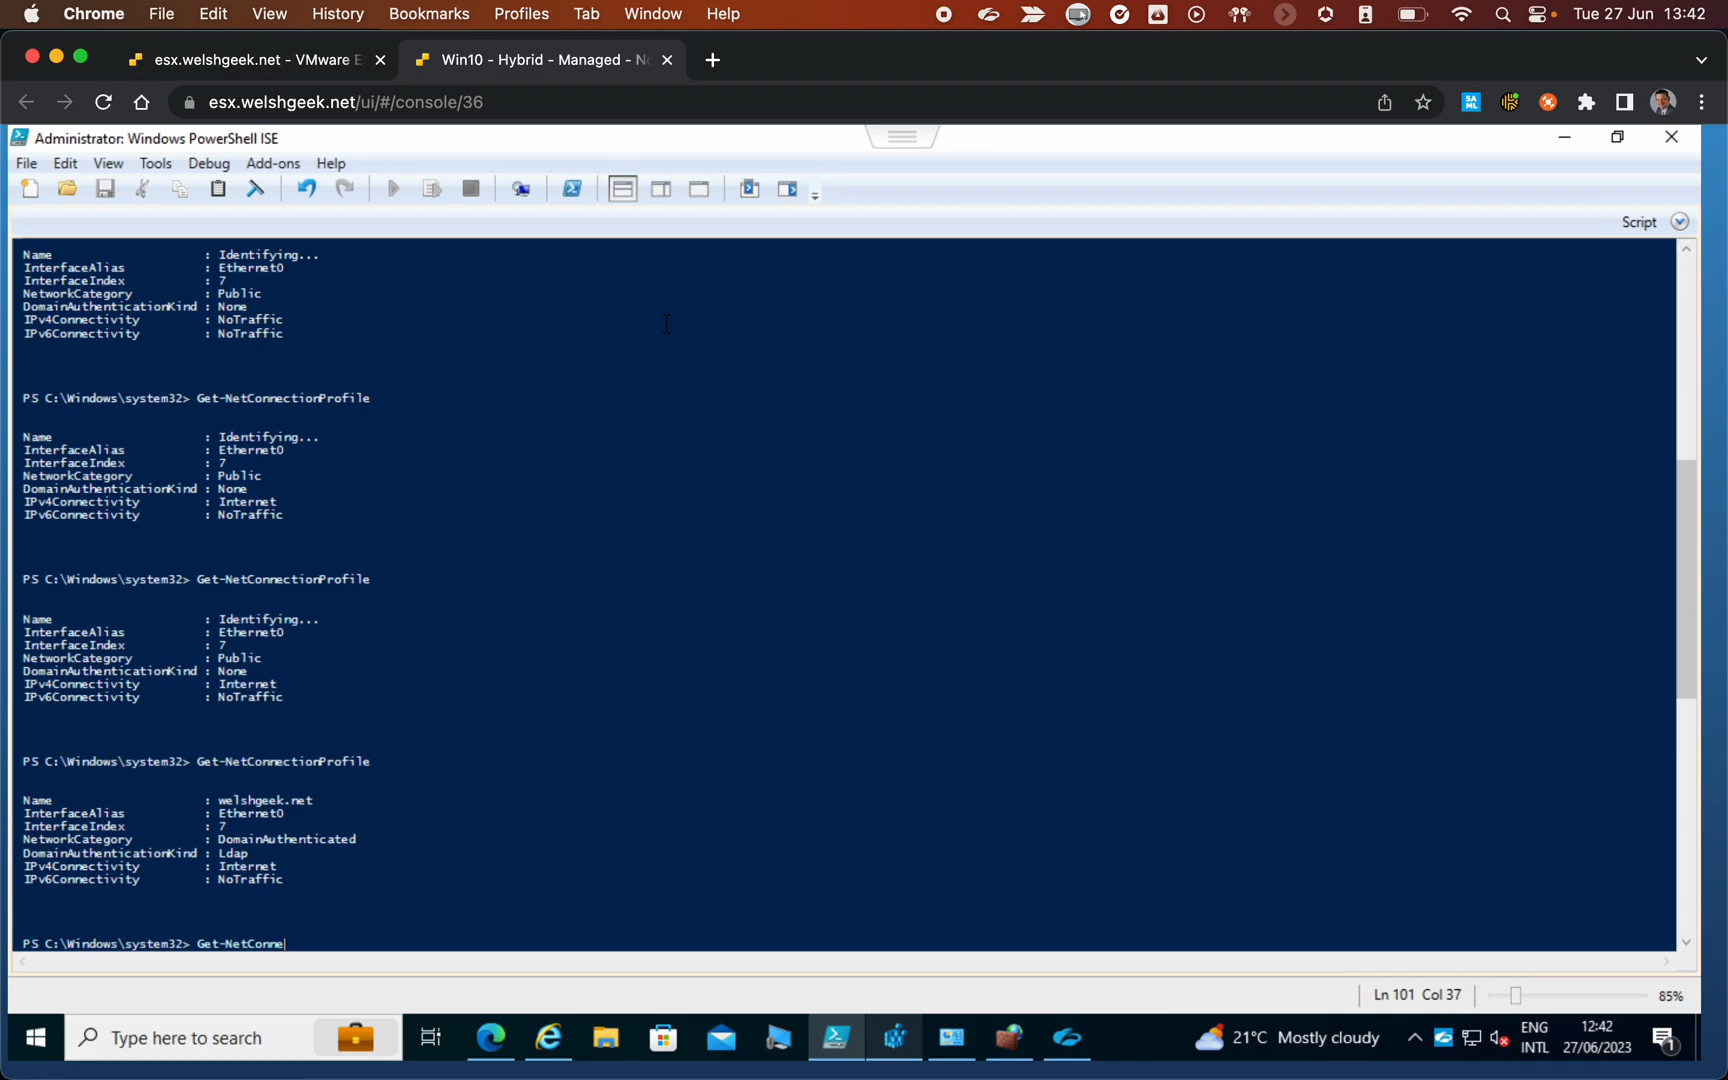 Chrome File Edit View History Bookmarks Profiles Tab Window Help Tue 27 Jun 13:42
esx.welshgeek.net - VMware E Win10 - Hybrid - Managed - No
esx.welshgeek.net/ui/#/console/36
Administrator: Windows PowerShell ISE
File Edit View Tools Debug Add-ons Help
Script
Name : Identifying...
InterfaceAlias : Ethernet0
InterfaceIndex : 7
NetworkCategory : Public
DomainAuthenticationKind : None
IPv4Connectivity : NoTraffic
IPv6Connectivity : NoTraffic
PS C:\Windows\system32> Get-NetConnectionProfile
Name : Identifying...
InterfaceAlias : Ethernet0
InterfaceIndex : 7
NetworkCategory : Public
DomainAuthenticationKind : None
IPv4Connectivity : Internet
IPv6Connectivity : NoTraffic
PS C:\Windows\system32> Get-NetConnectionProfile
Name : Identifying...
InterfaceAlias : Ethernet0
InterfaceIndex : 7
NetworkCategory : Public
DomainAuthenticationKind : None
IPv4Connectivity : Internet
IPv6Connectivity : NoTraffic
PS C:\Windows\system32> Get-NetConnectionProfile
Name : welshgeek.net
InterfaceAlias : Ethernet0
InterfaceIndex : 7
NetworkCategory : DomainAuthenticated
DomainAuthenticationKind : Ldap
IPv4Connectivity : Internet
IPv6Connectivity : NoTraffic
PS C:\Windows\system32> Get-NetConne
Ln 101 Col 37 85%
Type here to search
21°C Mostly cloudy
ENG
INTL
12:42
27/06/2023
1
SA
ML